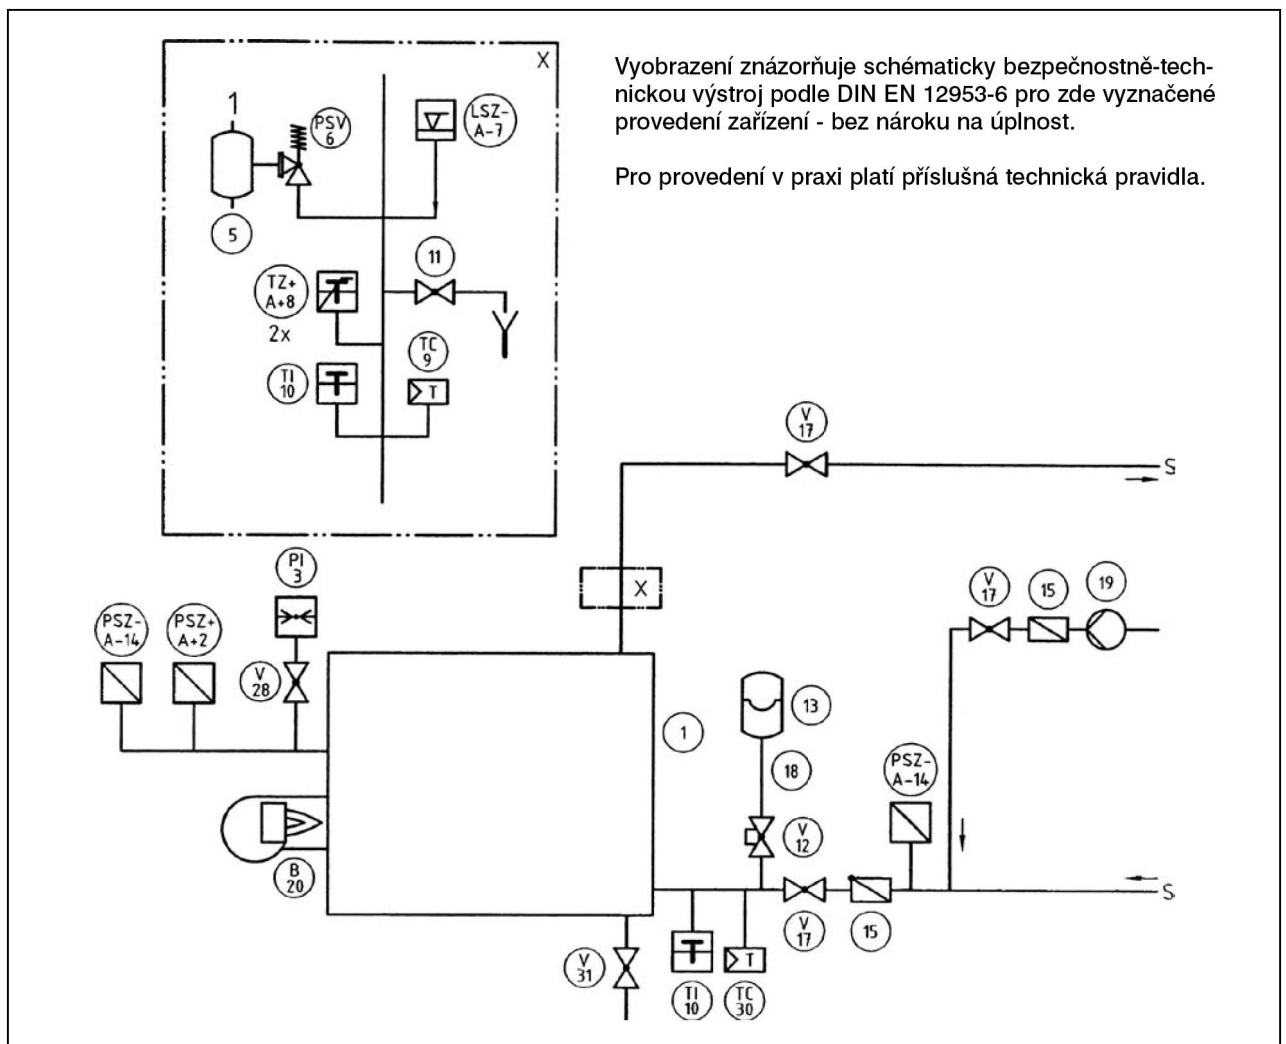 X
Vyobrazení znázorňuje schématicky bezpečnostně-tech-
nickou výstroj podle DIN EN 12953-6 pro zde vyznačené
provedení zařízení - bez nároku na úplnost.
Pro provedení v praxi platí příslušná technická pravidla.
1
PSV
6
LSZ-
A-7
5
11
TZ+
A+8
2x
TC
9
TI
10
T
T
T
V
17
S
PI
3
X
V
17
15
19
PSZ-
A-14
PSZ+
A+2
V
28
1
13
18
PSZ-
A-14
V
12
B
20
S
V
17
15
V
31
T
T
TI
10
TC
30